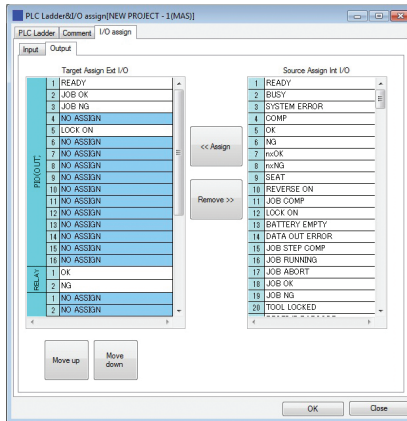 PLC Ladder&I/O assign[NEW PROJECT - 1(MAS)]
PLC Ladder Comment I/O assign
Input Output
Target Assign Ext I/O
PIO(OUT)
1 READY
2 JOB OK
3 JOB NG
4 NO ASSIGN
5 LOCK ON
6 NO ASSIGN
7 NO ASSIGN
8 NO ASSIGN
9 NO ASSIGN
10 NO ASSIGN
11 NO ASSIGN
12 NO ASSIGN
13 NO ASSIGN
14 NO ASSIGN
15 NO ASSIGN
16 NO ASSIGN
RELAY
1 OK
2 NG
1 NO ASSIGN
2 NO ASSIGN
<< Assign
Remove >>
Source Assign Int I/O
1 READY
2 BUSY
3 SYSTEM ERROR
4 COMP
5 OK
6 NG
7 nxOK
8 nxNG
9 SEAT
10 REVERSE ON
11 JOB COMP
12 LOCK ON
13 BATTERY EMPTY
14 DATA OUT ERROR
15 JOB STEP COMP
16 JOB RUNNING
17 JOB ABORT
18 JOB OK
19 JOB NG
20 TOOL LOCKED
Move up
Move down
OK
Close